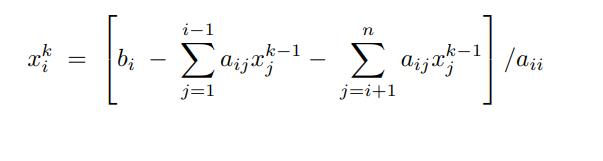 x_i^k = [ b_i − ∑_{j=1}^{i−1} a_{ij} x_j^{k−1} − ∑_{j=i+1}^{n} a_{ij} x_j^{k−1} ] / a_{ii}